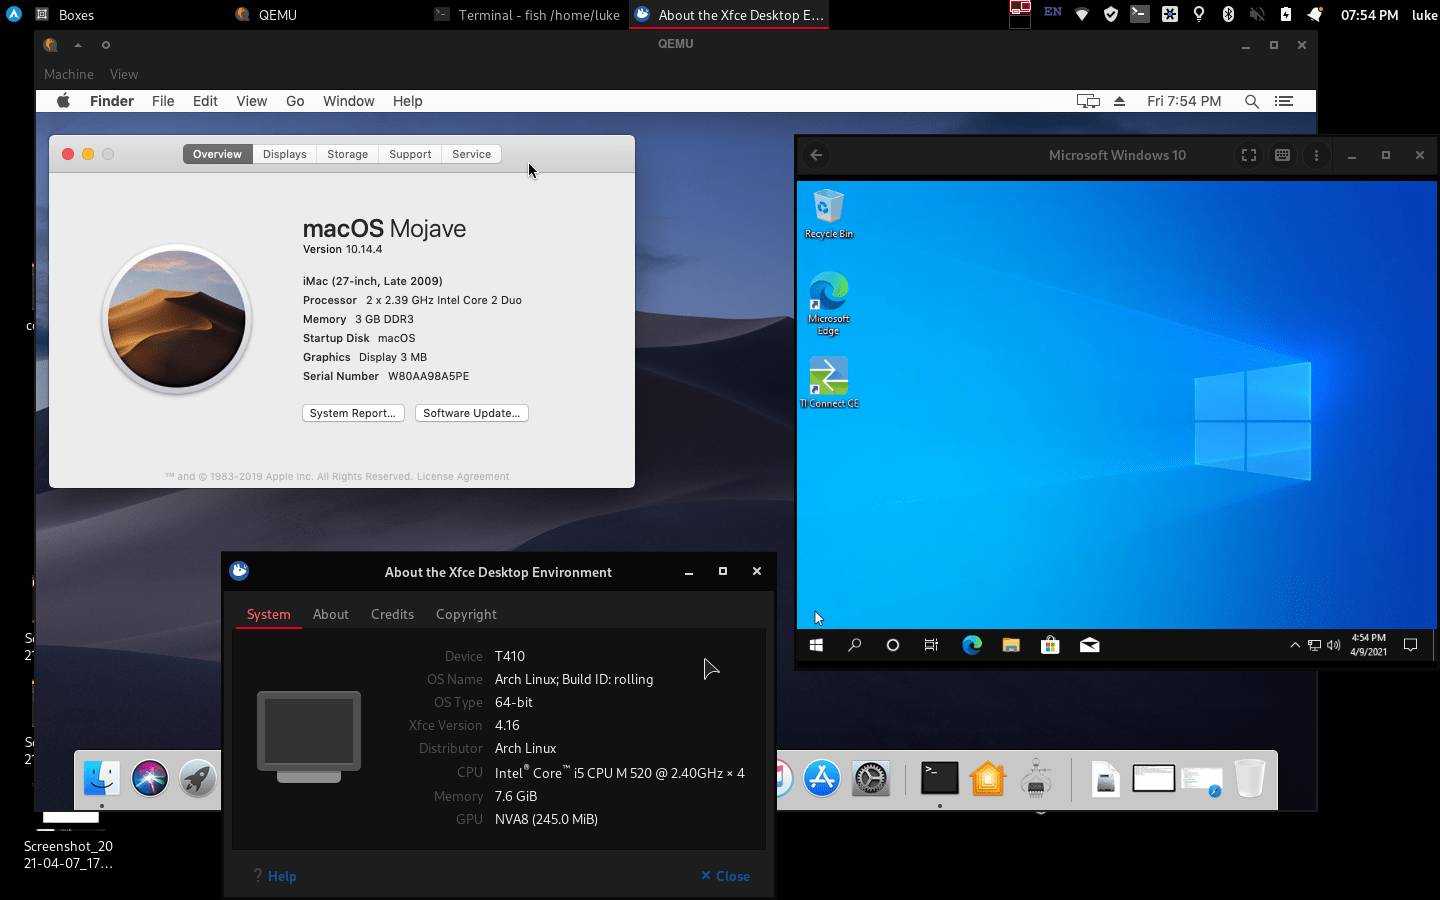 Boxes
QEMU
Terminal - fish /home/luke
About the Xfce Desktop E...
EN
07:54 PM
luke
QEMU
Machine View
Finder File Edit View Go Window Help
Fri 7:54 PM
Overview Displays Storage Support Service
macOS Mojave
Version 10.14.4
iMac (27-inch, Late 2009)
Processor 2 x 2.39 GHz Intel Core 2 Duo
Memory 3 GB DDR3
Startup Disk macOS
Graphics Display 3 MB
Serial Number W80AA98A5PE
System Report... Software Update...
™ and © 1983-2019 Apple Inc. All Rights Reserved. License Agreement
Microsoft Windows 10
Recycle Bin
Microsoft
Edge
TI Connect CE
4:54 PM
4/9/2021
About the Xfce Desktop Environment
System About Credits Copyright
Device T410
OS Name Arch Linux; Build ID: rolling
OS Type 64-bit
Xfce Version 4.16
Distributor Arch Linux
CPU Intel® Core™ i5 CPU M 520 @ 2.40GHz × 4
Memory 7.6 GiB
GPU NVA8 (245.0 MiB)
? Help
× Close
Screenshot_20
21-04-07_17...